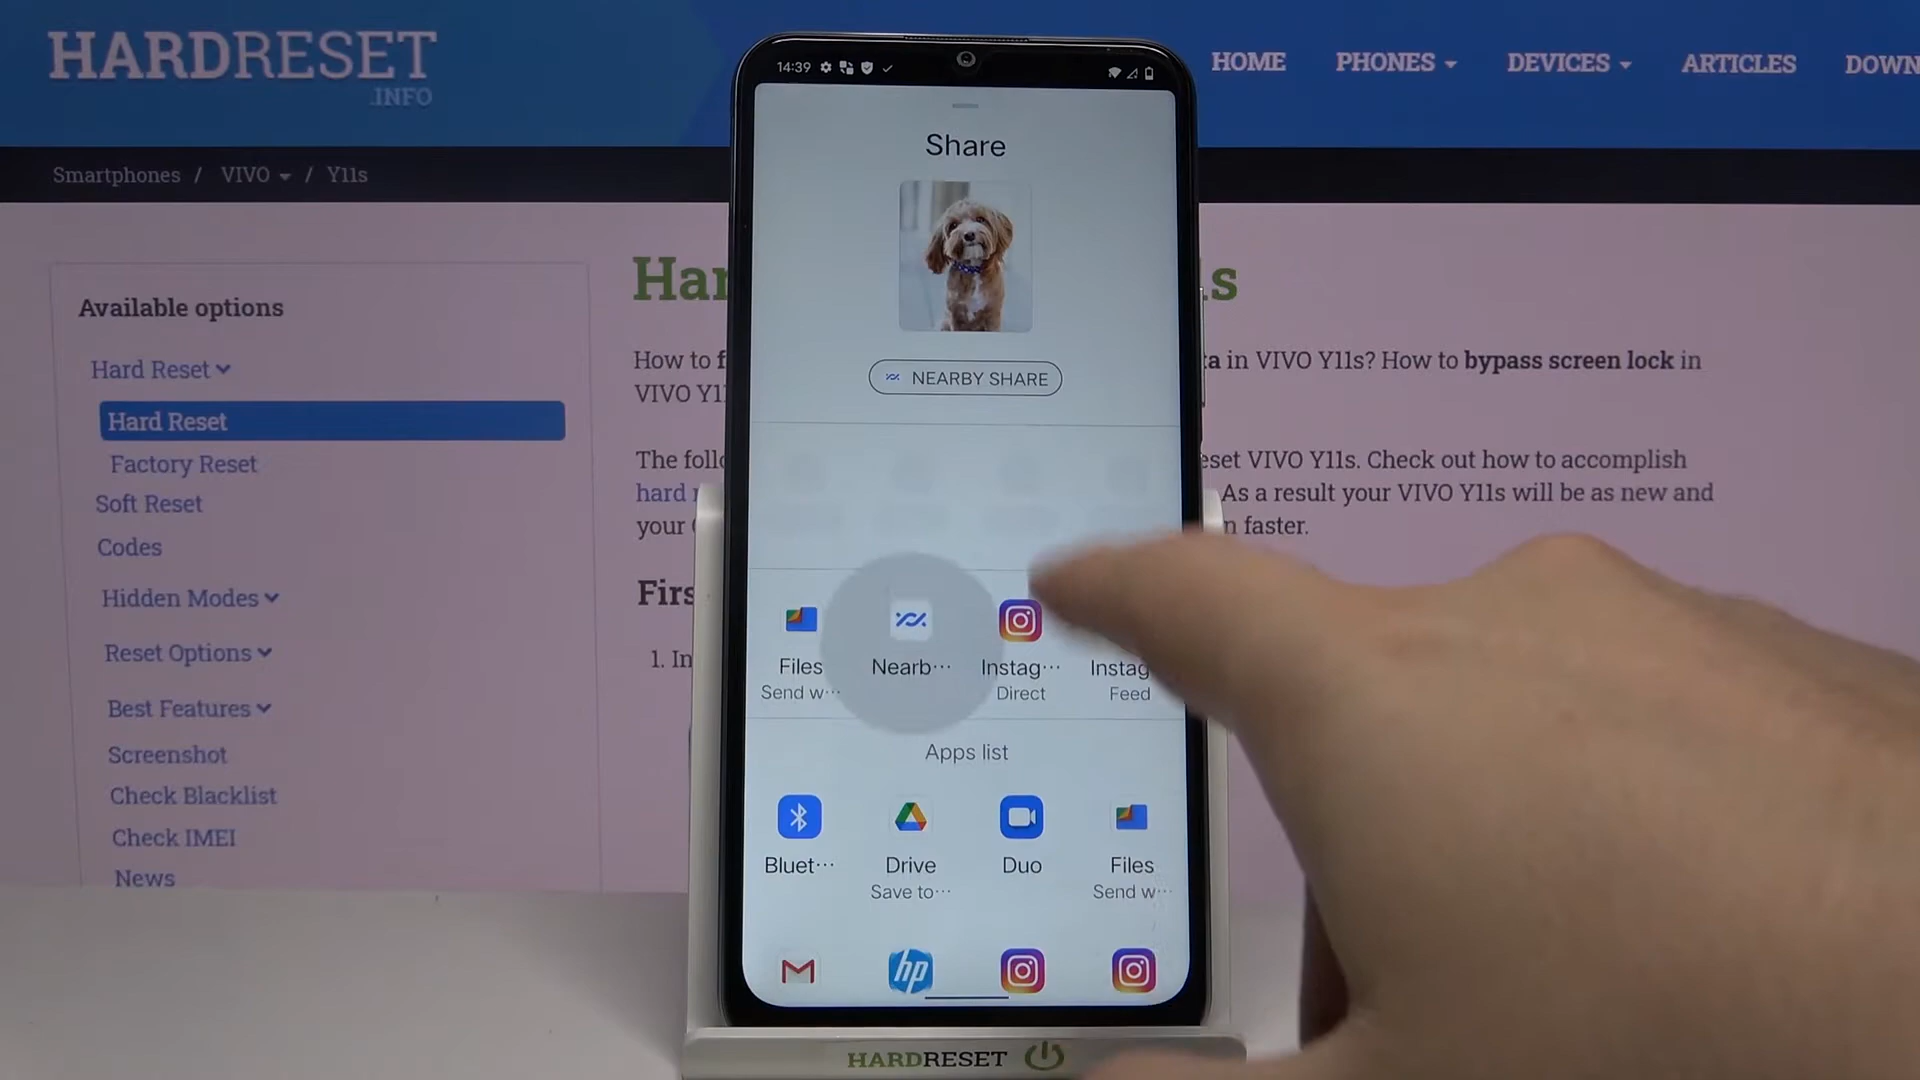 HARDRESET
.INFO
HOME PHONES DEVICES ARTICLES DOWN
Smartphones / VIVO / Y11s
Available options
Hard Reset
Hard Reset
Factory Reset
Soft Reset
Codes
Hidden Modes
Reset Options
Best Features
Screenshot
Check Blacklist
Check IMEI
News
Har s
How to f ta in VIVO Y11s? How to bypass screen lock in
VIVO Y1
The follo eset VIVO Y11s. Check out how to accomplish
hard r As a result your VIVO Y11s will be as new and
your n faster.
Firs
1. In
14:39
Share
NEARBY SHARE
Files Nearb··· Instag··· Instag
Send w··· Direct Feed
Apps list
Bluet··· Drive Duo Files
Save to··· Send w···
hp
HARDRESET